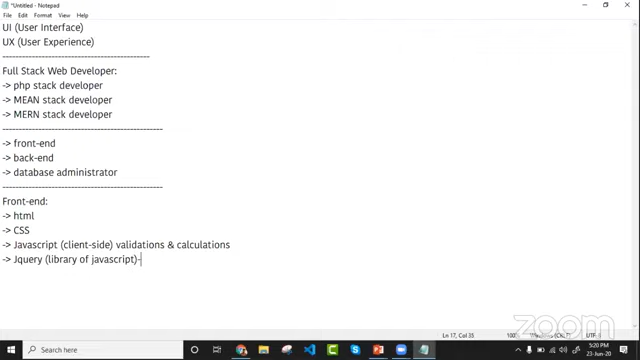 *Untitled - Notepad
File Edit Format View Help
UI (User Interface)
UX (User Experience)
---------------------------------------------
Full Stack Web Developer:
-> php stack developer
-> MEAN stack developer
-> MERN stack developer
-------------------------------------------------
-> front-end
-> back-end
-> database administrator
-------------------------------------------------
Front-end:
-> html
-> CSS
-> Javascript (client-side) validations & calculations
-> Jquery (library of javascript)-
Ln 17, Col 35
zoom
Search here
5:20 PM
23-Jun-20